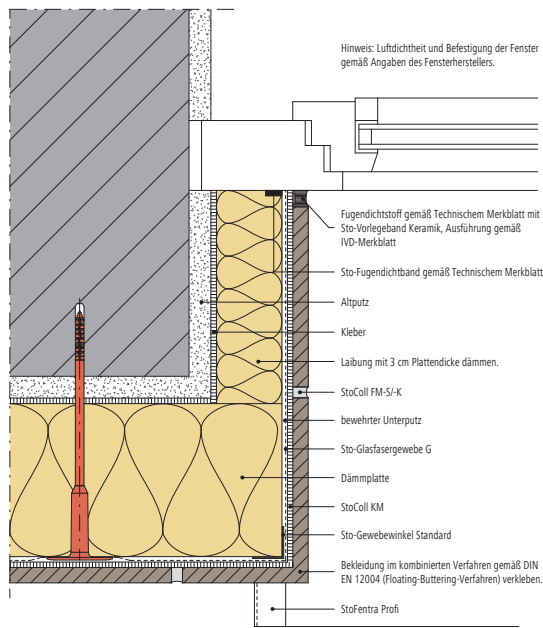 Hinweis: Luftdichtheit und Befestigung der Fenster
gemäß Angaben des Fensterherstellers.
Fugendichtstoff gemäß Technischem Merkblatt mit
Sto-Vorlegeband Keramik, Ausführung gemäß
IVD-Merkblatt
Sto-Fugendichtband gemäß Technischem Merkblatt
Altputz
Kleber
Laibung mit 3 cm Plattendicke dämmen.
StoColl FM-S/-K
bewehrter Unterputz
Sto-Glasfasergewebe G
Dämmplatte
StoColl KM
Sto-Gewebewinkel Standard
Bekleidung im kombinierten Verfahren gemäß DIN
EN 12004 (Floating-Buttering-Verfahren) verkleben.
StoFentra Profi